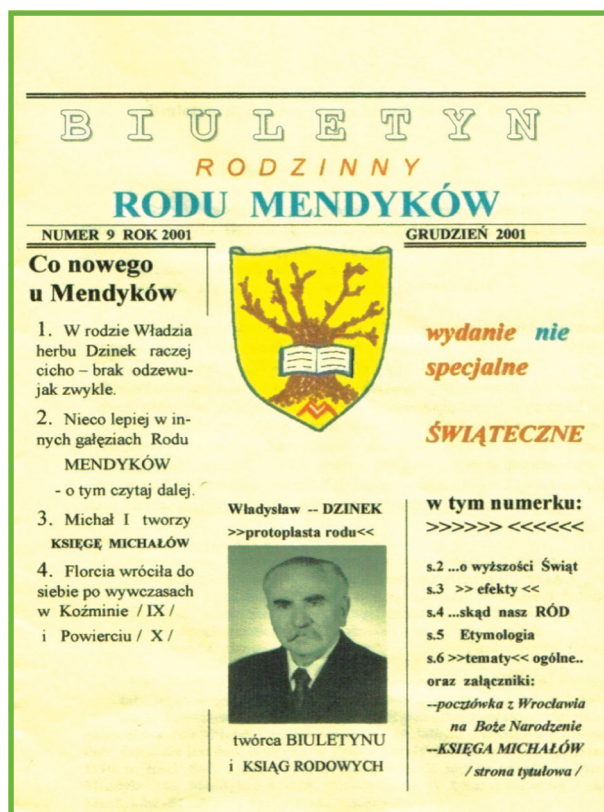 BIULETYN
RODZINNY
RODU MENDYKÓW
NUMER 9 ROK 2001
GRUDZIEŃ 2001
Co nowego
u Mendyków
1. W rodzie Władzia
herbu Dzinek raczej
cicho – brak odzewu-
jak zwykle.
2. Nieco lepiej w in-
nych gałęziach Rodu
MENDYKÓW
- o tym czytaj dalej.
3. Michał I tworzy
KSIĘGĘ MICHAŁÓW
4. Florcia wróciła do
siebie po wywczasach
w Koźminie / IX /
i Powierciu / X /
Władysław -- DZINEK
>>protoplasta rodu<<
twórca BIULETYNU
i KSIĄG RODOWYCH
wydanie nie
specjalne
ŚWIĄTECZNE
w tym numerku:
>>>>>> <<<<<<
s.2 ...o wyższości Świąt
s.3 >> efekty <<
s.4 ...skąd nasz RÓD
s.5 Etymologia
s.6 >>tematy<< ogólne..
oraz załączniki:
--pocztówka z Wrocławia
na Boże Narodzenie
--KSIĘGA MICHAŁÓW
/ strona tytułowa /